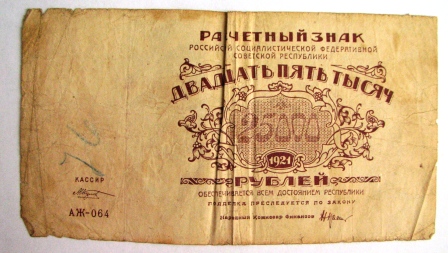 РАСЧЕТНЫЙ ЗНАК
РОССИЙСКОЙ СОЦИАЛИСТИЧЕСКОЙ ФЕДЕРАТИВНОЙ
СОВЕТСКОЙ РЕСПУБЛИКИ
ДВАДЦАТЬ ПЯТЬ ТЫСЯЧ
25000
1921
РУБЛЕЙ
ОБЕСПЕЧИВАЕТСЯ ВСЕМ ДОСТОЯНИЕМ РЕСПУБЛИКИ
ПОДДЕЛКА ПРЕСЛЕДУЕТСЯ ПО ЗАКОНУ
Народный Комиссар Финансов
КАССИР
АЖ-064